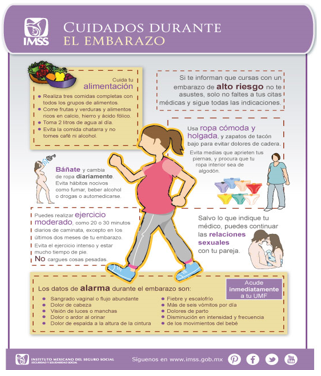 IMSS
CUIDADOS DURANTE
EL EMBARAZO
Cuida tu
alimentación
Realiza tres comidas completas con
todos los grupos de alimentos.
Come frutas y verduras y alimentos
ricos en calcio, hierro y ácido fólico.
Toma 2 litros de agua al día
Evita la comida chatarra y no
tomes café ni alcohol.
Si te informan que cursas con un
embarazo de alto riesgo no te
asustes, solo no faltes a tus citas
médicas y sigue todas las indicaciones.
Usa ropa cómoda y
holgada, y zapatos de tacón
bajo para evitar dolores de cadera.
Evita medias que aprieten tus
piernas, y procura que tu
ropa interior sea de
algodón.
Báñate y cambia
de ropa diariamente
Evita hábitos nocivos
como fumar, beber alcohol
o drogas o automedicarse.
Puedes realizar ejercicio
moderado, como 20 o 30 minutos
diarios de caminata, excepto en los
últimos dos meses de tu embarazo
Evita el ejercicio intenso y estar
mucho tiempo de pie.
No cargues cosas pesadas.
Salvo lo que indique tu
médico, puedes continuar
las relaciones
sexuales
con tu pareja.
Los datos de alarma durante el embarazo son:
Sangrado vaginal o flujo abundante
Dolor de cabeza
Visión de luces o manchas
Dolor o ardor al orinar
Dolor de espalda a la altura de la cintura
Fiebre y escalofrío
Más de seis vómitos por día
Dolores de parto
Disminución en intensidad y frecuencia
de los movimientos del bebé
Acude
inmediatamente
a tu UMF
INSTITUTO MEXICANO DEL SEGURO SOCIAL
Síguenos en www.imss.gob.mx